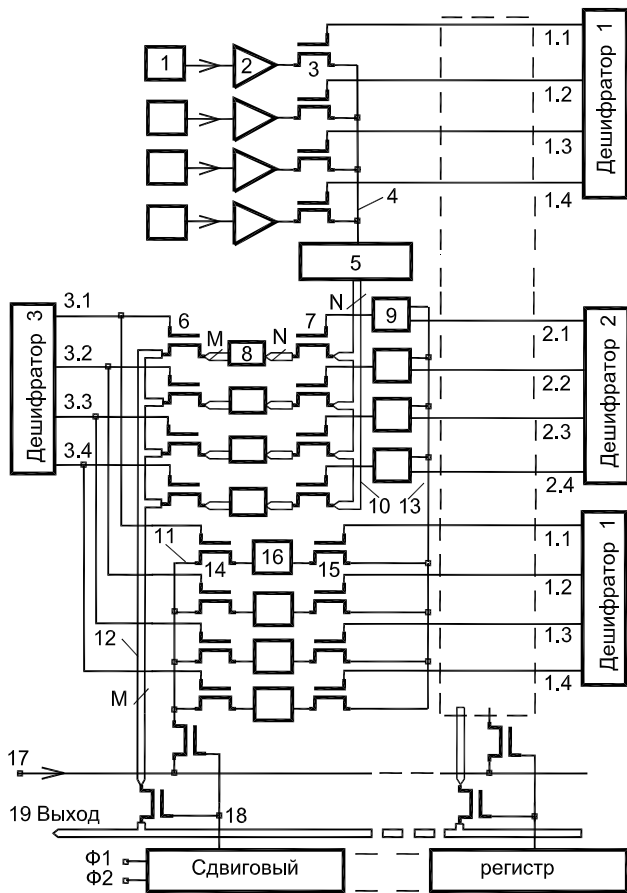 1
2
3
1.1
1.2
1.3
1.4
Дешифратор 1
4
5
N
3.1
3.2
3.3
3.4
Дешифратор 3
6
M
8
N
7
9
2.1
2.2
2.3
2.4
Дешифратор 2
10
13
11
14
16
15
1.1
1.2
1.3
1.4
Дешифратор 1
12
M
17
18
19 Выход
Ф1
Ф2
Сдвиговый
регистр